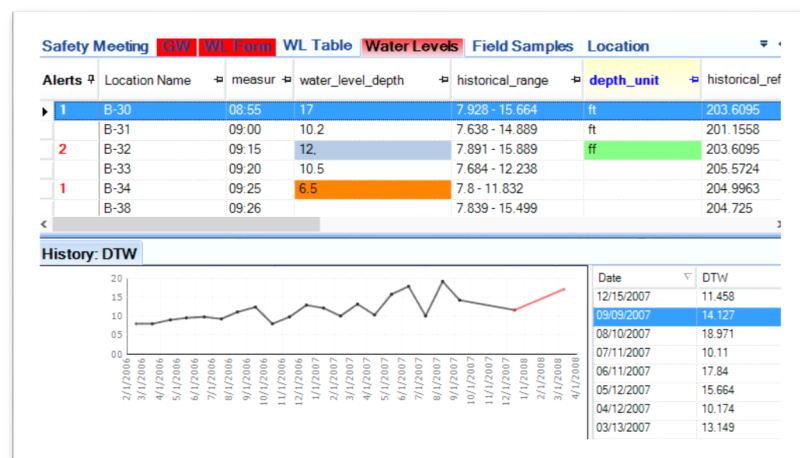 Safety Meeting GW WL Form WL Table Water Levels Field Samples Location
Alerts Location Name measur water_level_depth historical_range depth_unit historical_ref
1 B-30 08:55 17 7.928 - 15.664 ft 203.6095
B-31 09:00 10.2 7.638 - 14.889 ft 201.1558
2 B-32 09:15 12, 7.891 - 15.889 ff 203.6095
B-33 09:20 10.5 7.684 - 12.238 205.5724
1 B-34 09:25 6.5 7.8 - 11.832 204.9963
B-38 09:26 7.839 - 15.499 204.725
History: DTW
20
15
10
05
00
2/1/2006 3/1/2006 4/1/2006 5/1/2006 6/1/2006 7/1/2006 8/1/2006 9/1/2006 10/1/2006 11/1/2006 12/1/2006 1/1/2007 2/1/2007 3/1/2007 4/1/2007 5/1/2007 6/1/2007 7/1/2007 8/1/2007 9/1/2007 10/1/2007 11/1/2007 12/1/2007 1/1/2008 2/1/2008 3/1/2008 4/1/2008
Date DTW
12/15/2007 11.458
09/09/2007 14.127
08/10/2007 18.971
07/11/2007 10.11
06/11/2007 17.84
05/12/2007 15.664
04/12/2007 10.174
03/13/2007 13.149